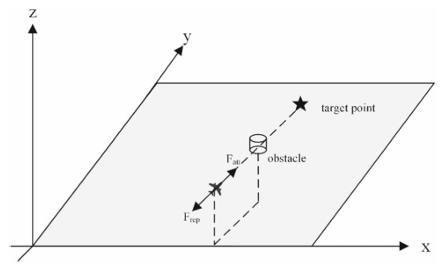 z
y
target point
obstacle
F_att
F_rep
x